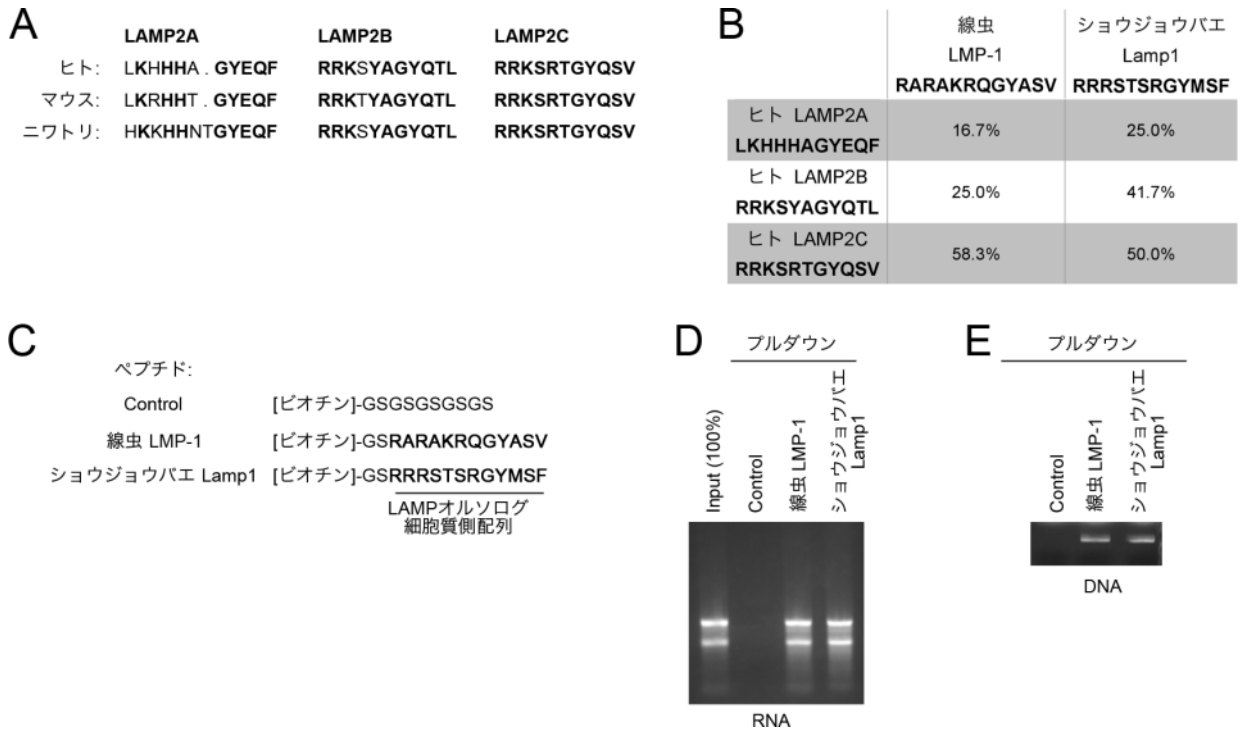 A
LAMP2A LAMP2B LAMP2C
ヒト: LKHHHA . GYEQF RRKSYAGYQTL RRKSRTGYQSV
マウス: LKRHHT . GYEQF RRKTYAGYQTL RRKSRTGYQSV
ニワトリ: HKKHHNTGYEQF RRKSYAGYQTL RRKSRTGYQSV
B
線虫 ショウジョウバエ
LMP-1 Lamp1
RARAKRQGYASV RRRSTSRGYMSF
ヒト LAMP2A
LKHHHAGYEQF
16.7% 25.0%
ヒト LAMP2B
RRKSYAGYQTL
25.0% 41.7%
ヒト LAMP2C
RRKSRTGYQSV
58.3% 50.0%
C
ペプチド:
Control [ビオチン]-GSGSGSGSGS
線虫 LMP-1 [ビオチン]-GSRARAKRQGYASV
ショウジョウバエ Lamp1 [ビオチン]-GSRRRSTSRGYMSF
LAMPオルソログ
細胞質側配列
D
プルダウン
Input (100%)
Control
線虫 LMP-1
ショウジョウバエ
Lamp1
RNA
E
プルダウン
Control
線虫 LMP-1
ショウジョウバエ
Lamp1
DNA